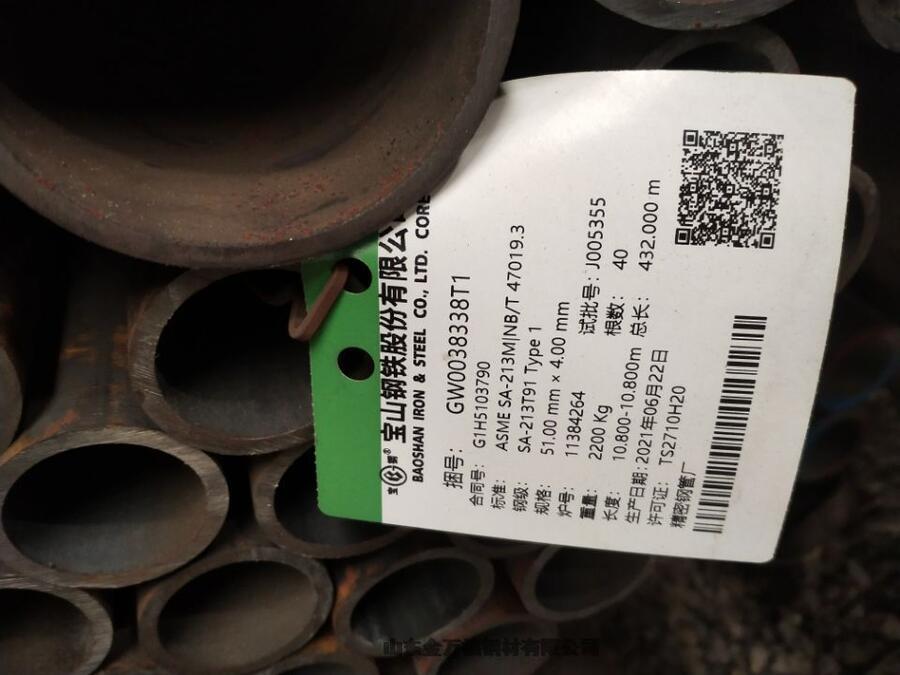 宝山钢铁股份有限公
BAOSHAN IRON & STEEL CO., LTD. CORE
捆号: GW0038338T1
合同号: G1H5103790
标准: ASME SA-213M|NB/T 47019.3
钢级: SA-213T91 Type 1
规格: 51.00 mm × 4.00 mm
炉号: 11384264 试批号: J005355
重量: 2200 Kg 根数: 40
长度: 10.800-10.800m 总长: 432.000 m
生产日期: 2021年06月22日
许可证: TS2710H20
精密钢管厂